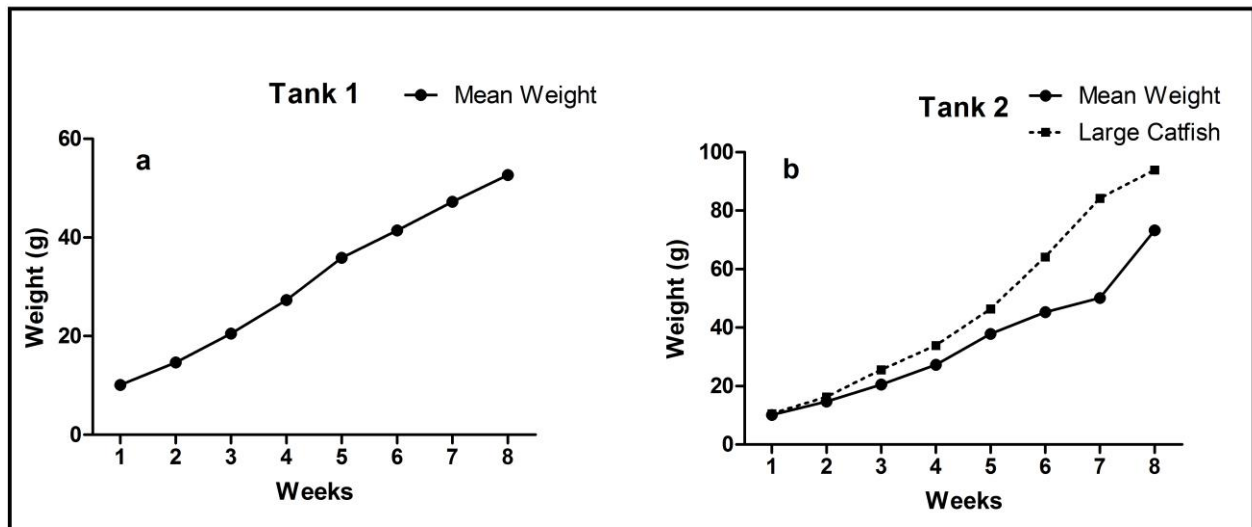 Tank 1
Mean Weight
a
Weight (g)
60
40
20
0
1 2 3 4 5 6 7 8
Weeks
Tank 2
Mean Weight
Large Catfish
b
Weight (g)
100
80
60
40
20
0
1 2 3 4 5 6 7 8
Weeks